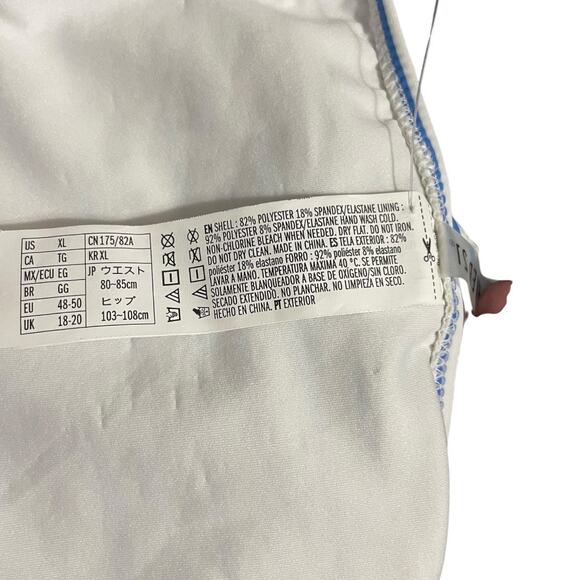 US XL
CA TG
MX/ECU EG
BR GG
EU 48-50
UK 18-20
CN175/82A
KR XL
JP ウエスト
80-85cm
ヒップ
103-108cm
EN SHELL : 82% POLYESTER 18% SPANDEX/ELASTANE LINING :
92% POLYESTER 8% SPANDEX/ELASTANE HAND WASH COLD.
NON-CHLORINE BLEACH WHEN NEEDED. DRY FLAT. DO NOT IRON.
DO NOT DRY CLEAN. MADE IN CHINA. ES TELA EXTERIOR : 82%
poliéster 18% elastano FORRO : 92% poliéster 8% elastano
LAVAR A MANO. TEMPERATURA MÁXIMA 40 °C. SE PERMITE
SOLAMENTE BLANQUEADOR A BASE DE OXÍGENO/SIN CLORO.
SECADO EXTENDIDO. NO PLANCHAR. NO LAVAR EN SECO.
HECHO EN CHINA. PT EXTERIOR